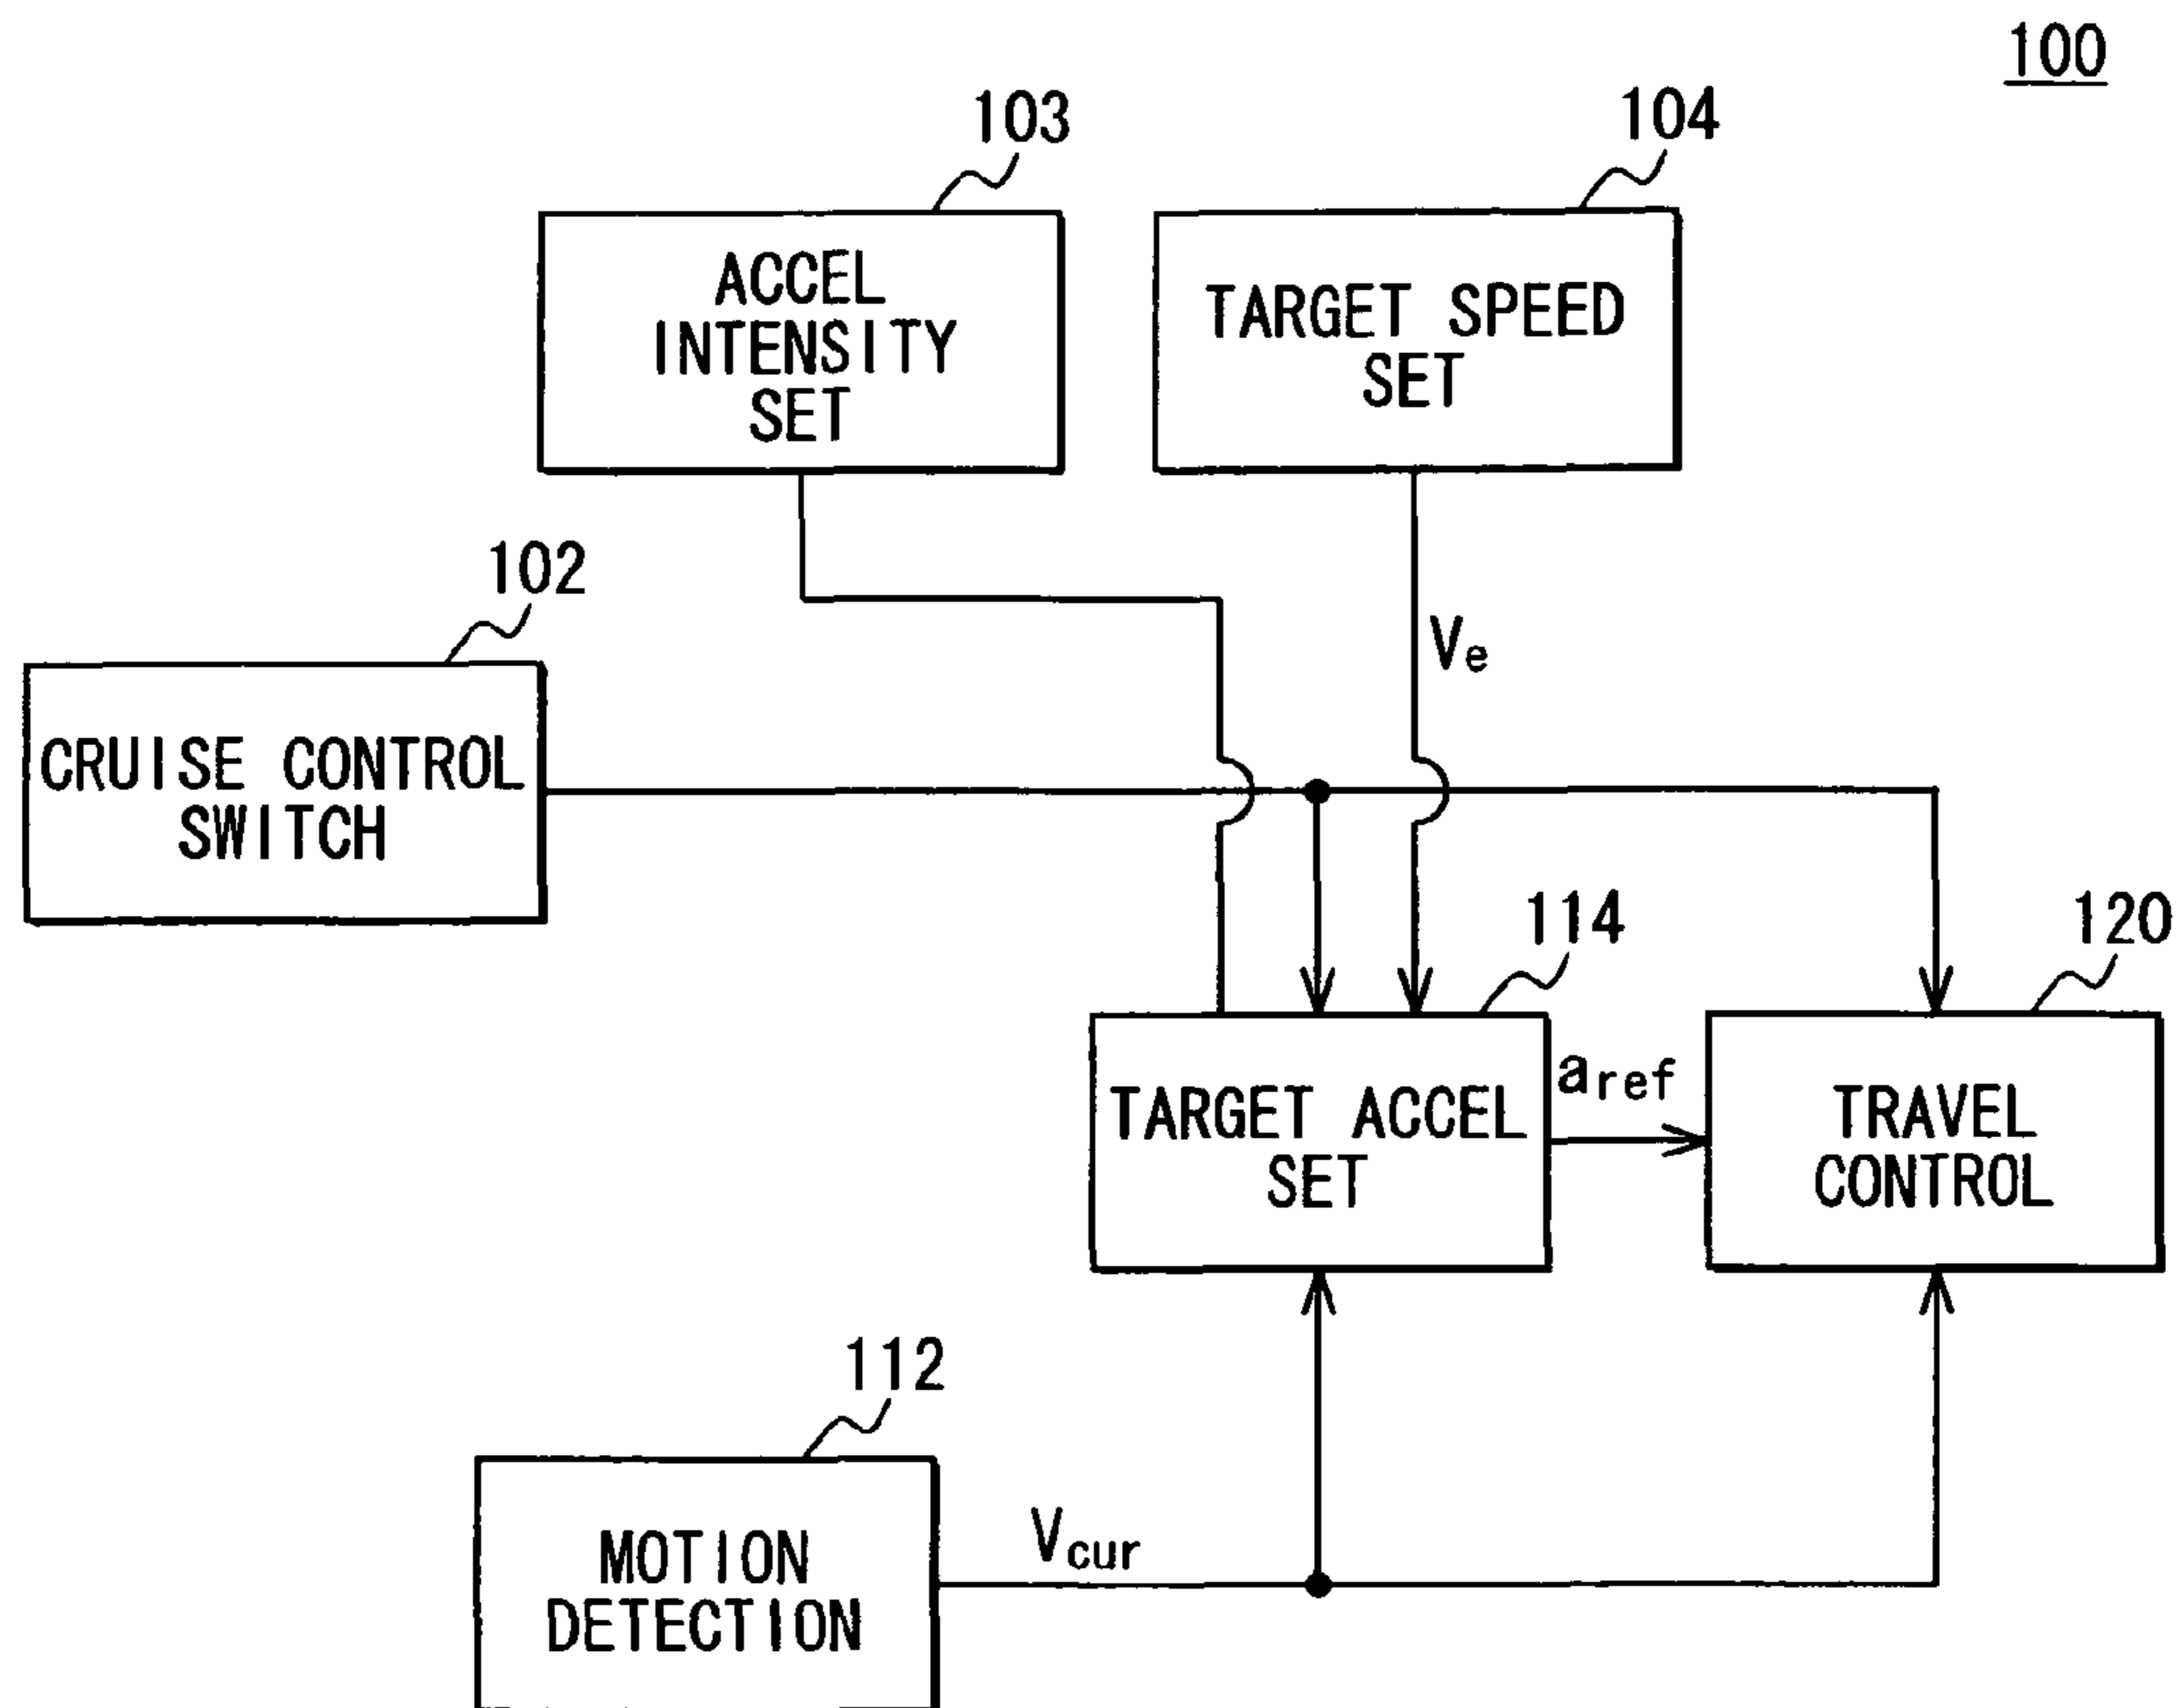 100
103
104
ACCEL
INTENSITY
SET
TARGET SPEED
SET
102
Ve
CRUISE CONTROL
SWITCH
114
120
aref
TARGET ACCEL
SET
TRAVEL
CONTROL
112
Vcur
MOTION
DETECTION